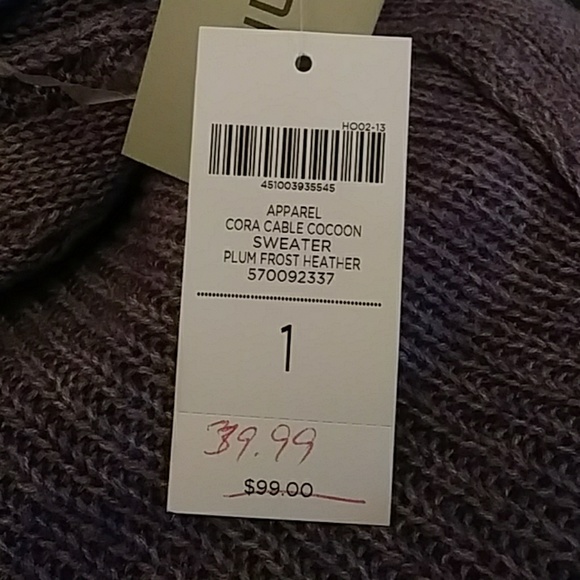 HO02-13
451003935545
APPAREL
CORA CABLE COCOON
SWEATER
PLUM FROST HEATHER
570092337
1
39.99
$99.00